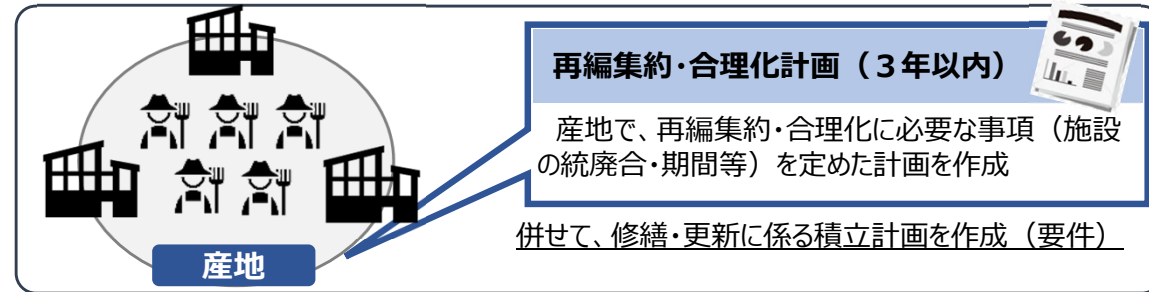 再編集約・合理化計画（３年以内）
産地で、再編集約・合理化に必要な事項（施設
の統廃合・期間等）を定めた計画を作成
併せて、修繕・更新に係る積立計画を作成（要件）
産地